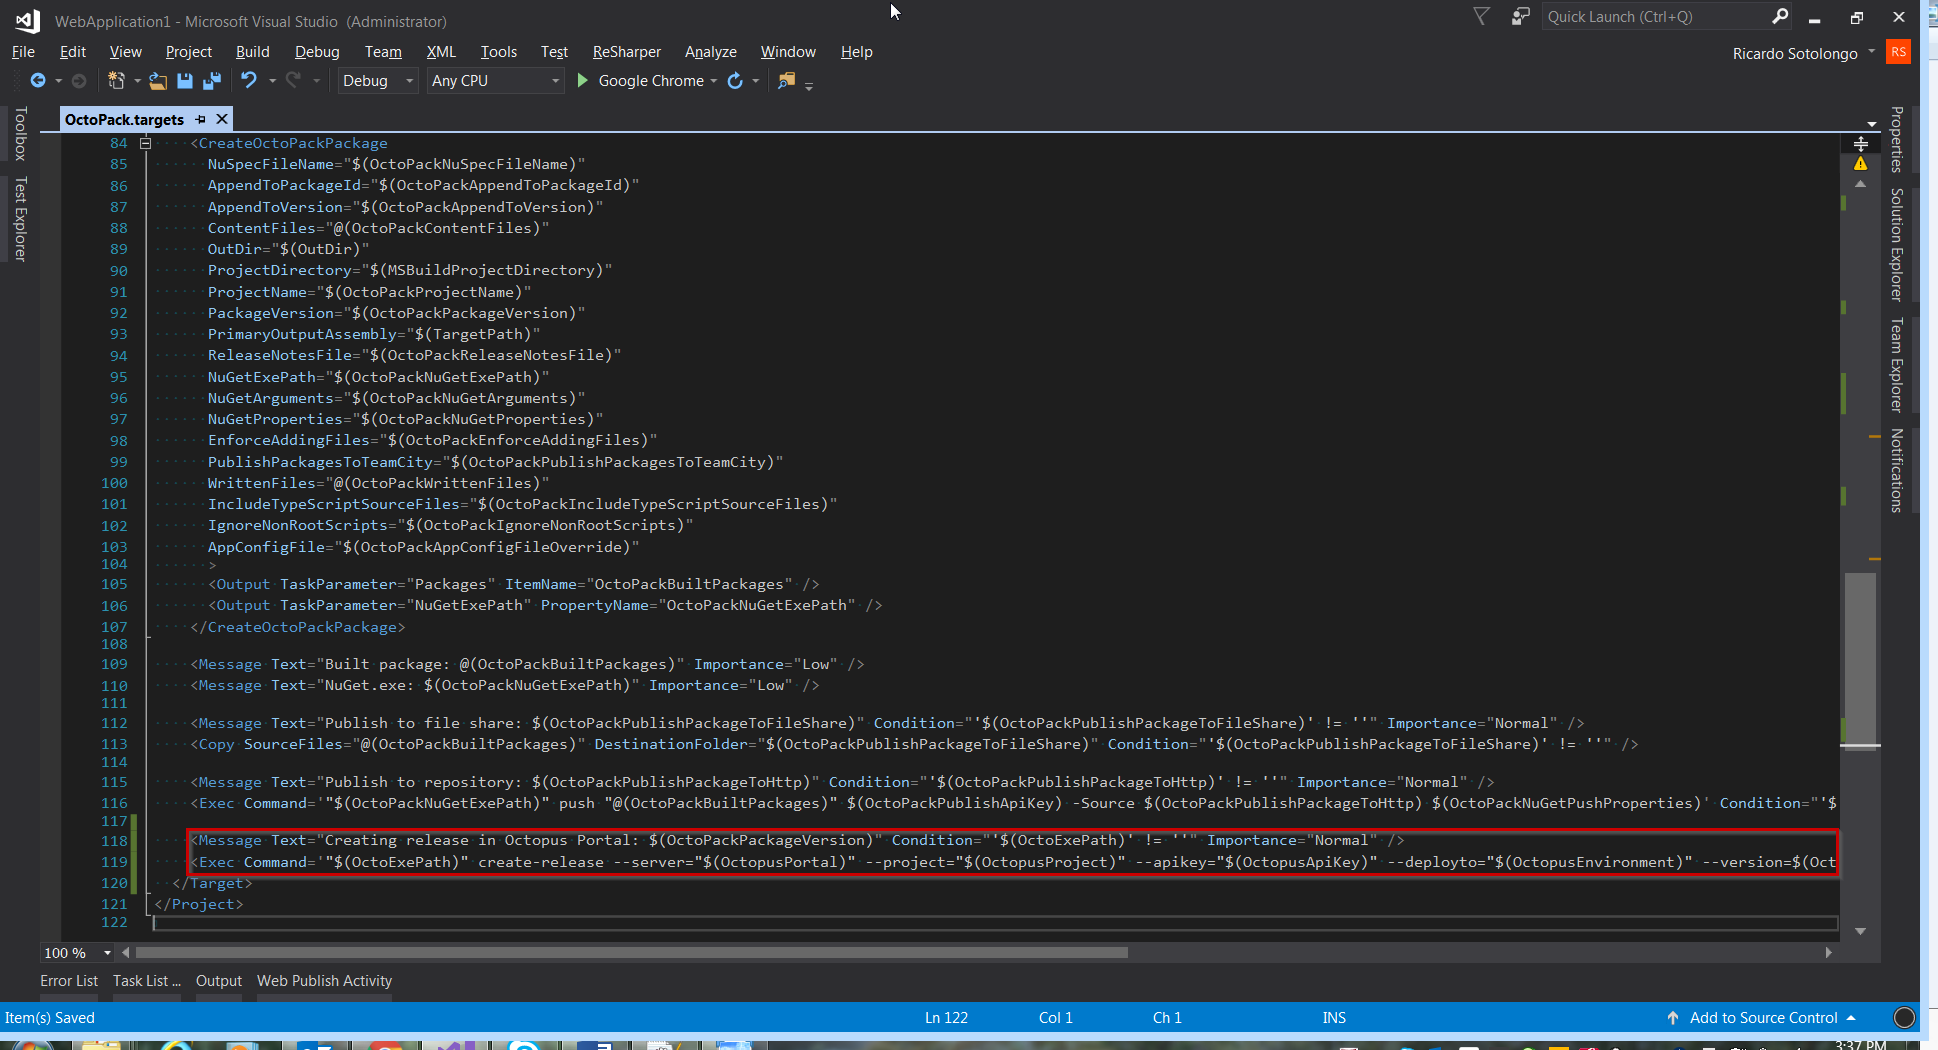 WebApplication1 - Microsoft Visual Studio (Administrator)
Quick Launch (Ctrl+Q)
File Edit View Project Build Debug Team XML Tools Test ReSharper Analyze Window Help
Ricardo Sotolongo RS
Debug Any CPU Google Chrome
OctoPack.targets
Toolbox
Test Explorer
84 <CreateOctoPackPackage
85 NuSpecFileName="$(OctoPackNuSpecFileName)"
86 AppendToPackageId="$(OctoPackAppendToPackageId)"
87 AppendToVersion="$(OctoPackAppendToVersion)"
88 ContentFiles="@(OctoPackContentFiles)"
89 OutDir="$(OutDir)"
90 ProjectDirectory="$(MSBuildProjectDirectory)"
91 ProjectName="$(OctoPackProjectName)"
92 PackageVersion="$(OctoPackPackageVersion)"
93 PrimaryOutputAssembly="$(TargetPath)"
94 ReleaseNotesFile="$(OctoPackReleaseNotesFile)"
95 NuGetExePath="$(OctoPackNuGetExePath)"
96 NuGetArguments="$(OctoPackNuGetArguments)"
97 NuGetProperties="$(OctoPackNuGetProperties)"
98 EnforceAddingFiles="$(OctoPackEnforceAddingFiles)"
99 PublishPackagesToTeamCity="$(OctoPackPublishPackagesToTeamCity)"
100 WrittenFiles="@(OctoPackWrittenFiles)"
101 IncludeTypeScriptSourceFiles="$(OctoPackIncludeTypeScriptSourceFiles)"
102 IgnoreNonRootScripts="$(OctoPackIgnoreNonRootScripts)"
103 AppConfigFile="$(OctoPackAppConfigFileOverride)"
104 >
105 <Output TaskParameter="Packages" ItemName="OctoPackBuiltPackages" />
106 <Output TaskParameter="NuGetExePath" PropertyName="OctoPackNuGetExePath" />
107 </CreateOctoPackPackage>
108
109 <Message Text="Built package: @(OctoPackBuiltPackages)" Importance="Low" />
110 <Message Text="NuGet.exe: $(OctoPackNuGetExePath)" Importance="Low" />
111
112 <Message Text="Publish to file share: $(OctoPackPublishPackageToFileShare)" Condition="'$(OctoPackPublishPackageToFileShare)' != ''" Importance="Normal" />
113 <Copy SourceFiles="@(OctoPackBuiltPackages)" DestinationFolder="$(OctoPackPublishPackageToFileShare)" Condition="'$(OctoPackPublishPackageToFileShare)' != ''" />
114
115 <Message Text="Publish to repository: $(OctoPackPublishPackageToHttp)" Condition="'$(OctoPackPublishPackageToHttp)' != ''" Importance="Normal" />
116 <Exec Command='"$(OctoPackNuGetExePath)" push "@(OctoPackBuiltPackages)" $(OctoPackPublishApiKey) -Source $(OctoPackPublishPackageToHttp) $(OctoPackNuGetPushProperties)' Condition="'$
117
118 <Message Text="Creating release in Octopus Portal: $(OctoPackPackageVersion)" Condition="'$(OctoExePath)' != ''" Importance="Normal" />
119 <Exec Command='"$(OctoExePath)" create-release --server="$(OctopusPortal)" --project="$(OctopusProject)" --apikey="$(OctopusApiKey)" --deployto="$(OctopusEnvironment)" --version=$(Oct
120 </Target>
121 </Project>
122
Properties
Solution Explorer
Team Explorer
Notifications
100 %
Error List Task List ... Output Web Publish Activity
Item(s) Saved Ln 122 Col 1 Ch 1 INS Add to Source Control
3:37 PM